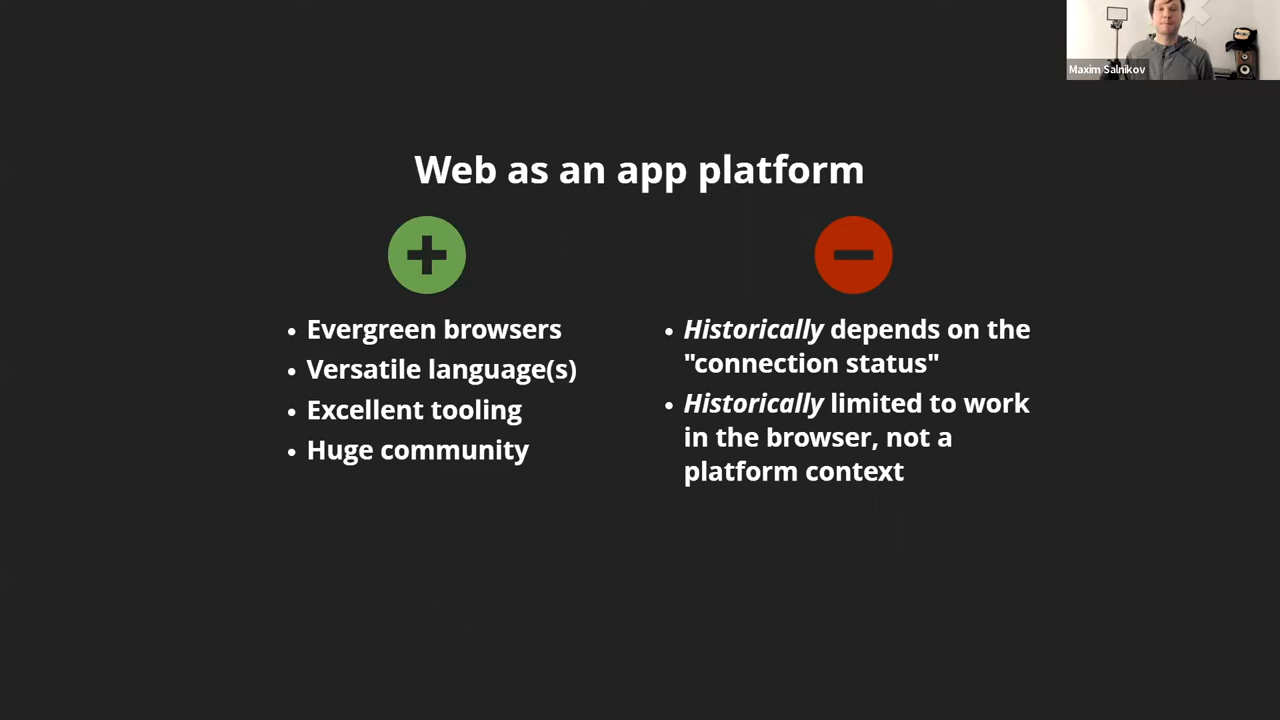 Maxim Salnikov
Web as an app platform
Evergreen browsers
Versatile language(s)
Excellent tooling
Huge community
Historically depends on the
"connection status"
Historically limited to work
in the browser, not a
platform context